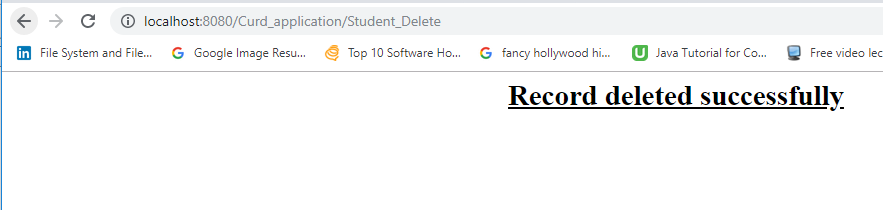 localhost:8080/Curd_application/Student_Delete
File System and File... Google Image Resu... Top 10 Software Ho... fancy hollywood hi... Java Tutorial for Co... Free video lec
Record deleted successfully